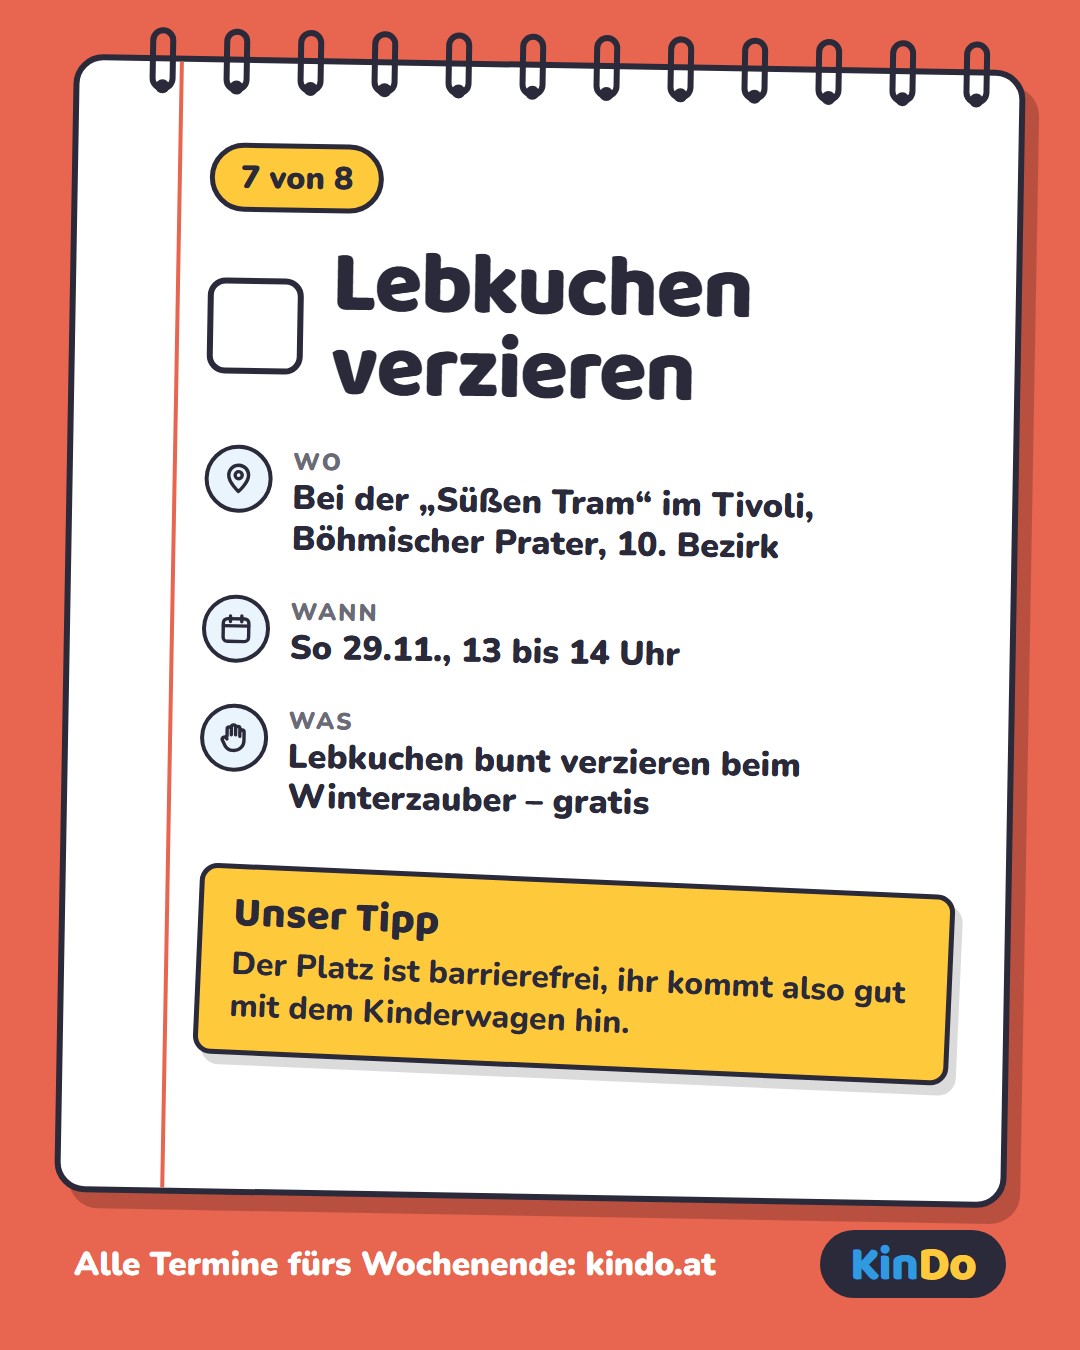 7 von 8
Lebkuchen
verzieren
WO
Bei der „Süßen Tram“ im Tivoli,
Böhmischer Prater, 10. Bezirk
WANN
So 29.11., 13 bis 14 Uhr
WAS
Lebkuchen bunt verzieren beim
Winterzauber – gratis
Unser Tipp
Der Platz ist barrierefrei, ihr kommt also gut
mit dem Kinderwagen hin.
Alle Termine fürs Wochenende: kindo.at
KinDo